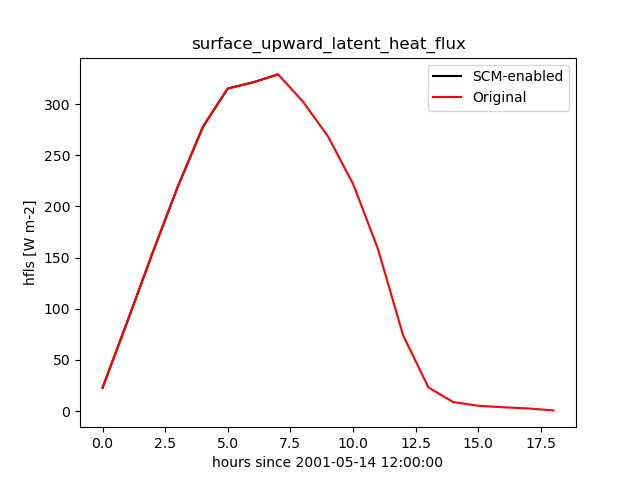 surface_upward_latent_heat_flux
SCM-enabled
Original
300
250
200
150
100
50
0
hfls [W m-2]
0.0 2.5 5.0 7.5 10.0 12.5 15.0 17.5
hours since 2001-05-14 12:00:00